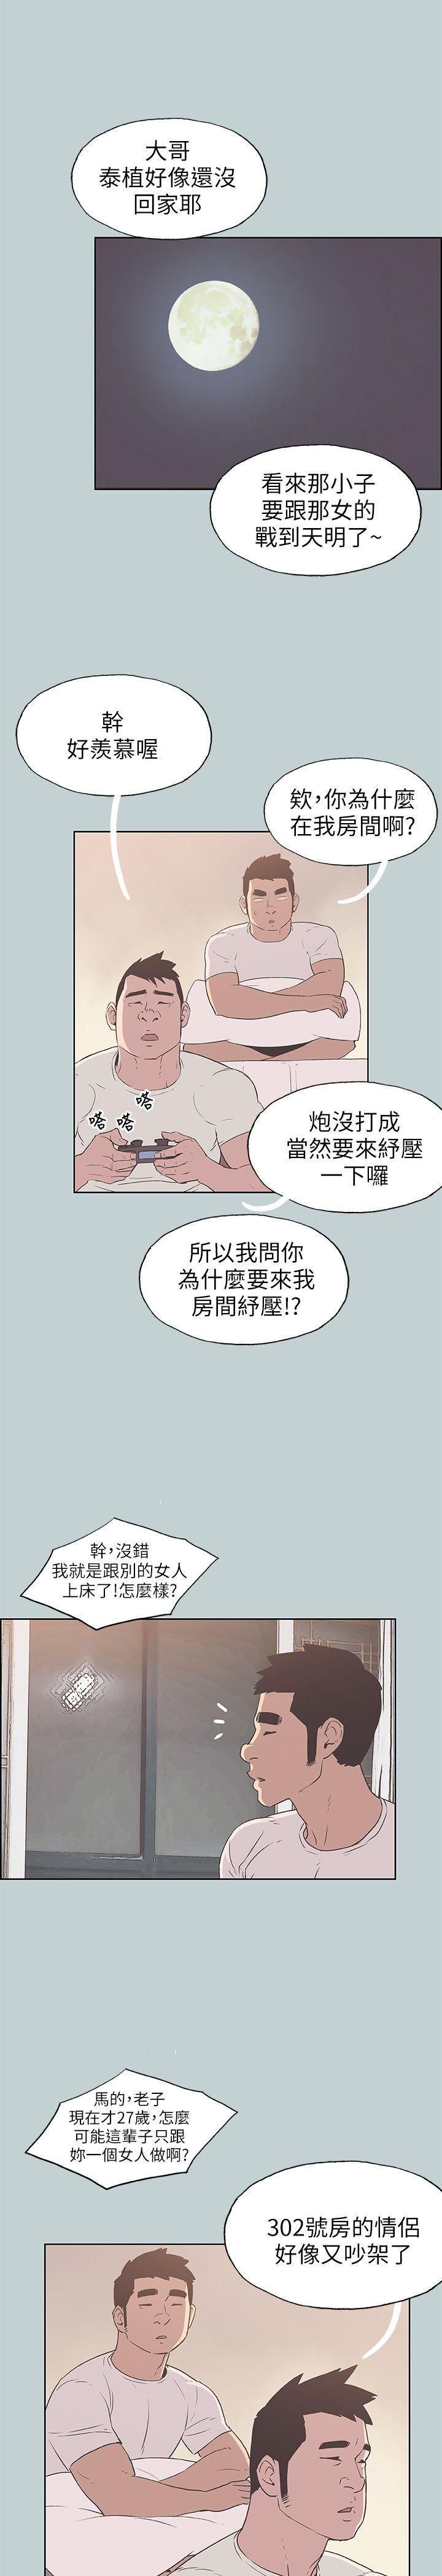 大哥
泰植好像還沒
回家耶
看來那小子
要跟那女的
戰到天明了~
幹
好羨慕喔
欸，你為什麼
在我房間啊?
嗒
嗒
嗒
炮沒打成
當然要來紓壓
一下囉
所以我問你
為什麼要來我
房間紓壓!?
幹，沒錯
我就是跟別的女人
上床了!怎麼樣?
馬的，老子
現在才27歲，怎麼
可能這輩子只跟
妳一個女人做啊?
302號房的情侶
好像又吵架了